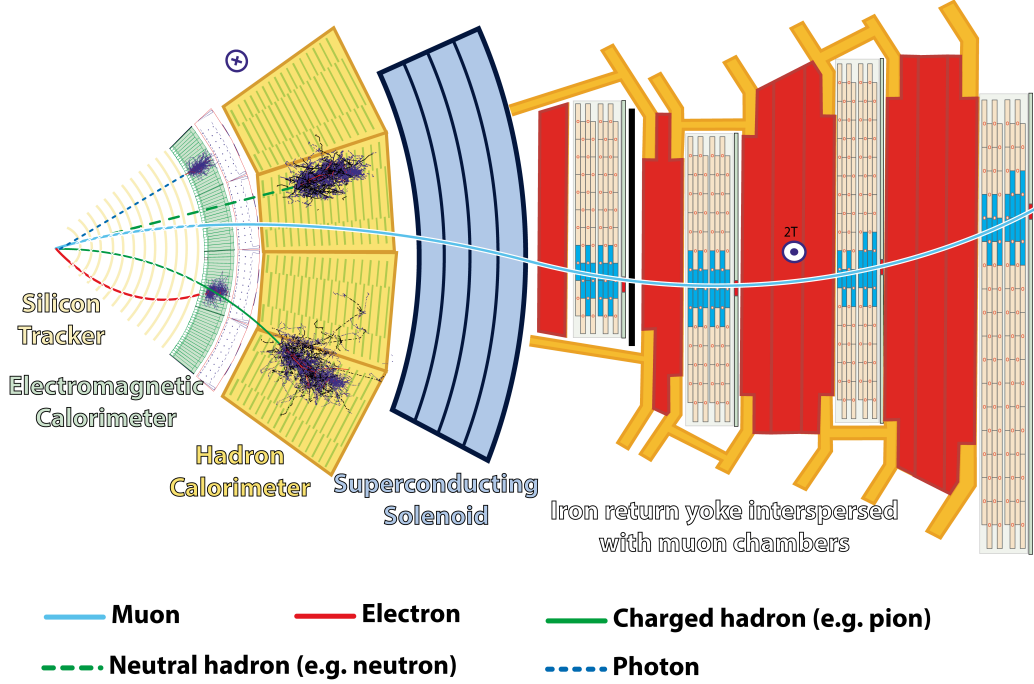 2T
Silicon
Tracker
Electromagnetic
Calorimeter
Hadron
Calorimeter
Superconducting
Solenoid
Iron return yoke interspersed
with muon chambers
Muon
Electron
Charged hadron (e.g. pion)
Neutral hadron (e.g. neutron)
Photon